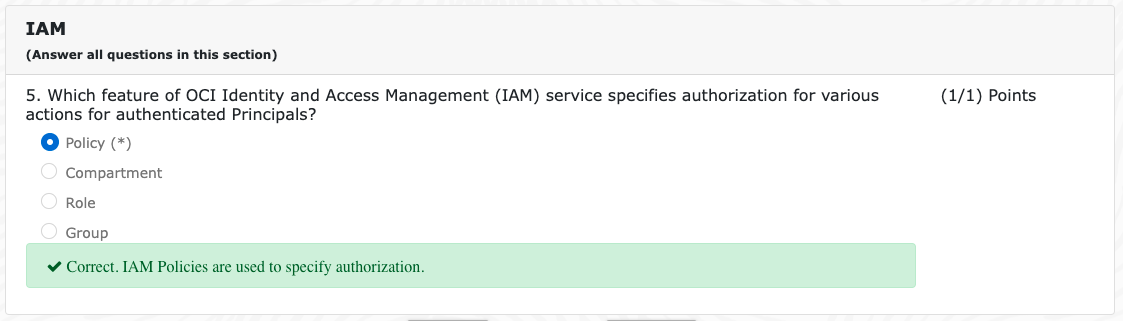 IAM
(Answer all questions in this section)
5. Which feature of OCI Identity and Access Management (IAM) service specifies authorization for various
(1/1) Points
actions for authenticated Principals?
Policy (*)
Compartment
Role
Group
✔ Correct. IAM Policies are used to specify authorization.